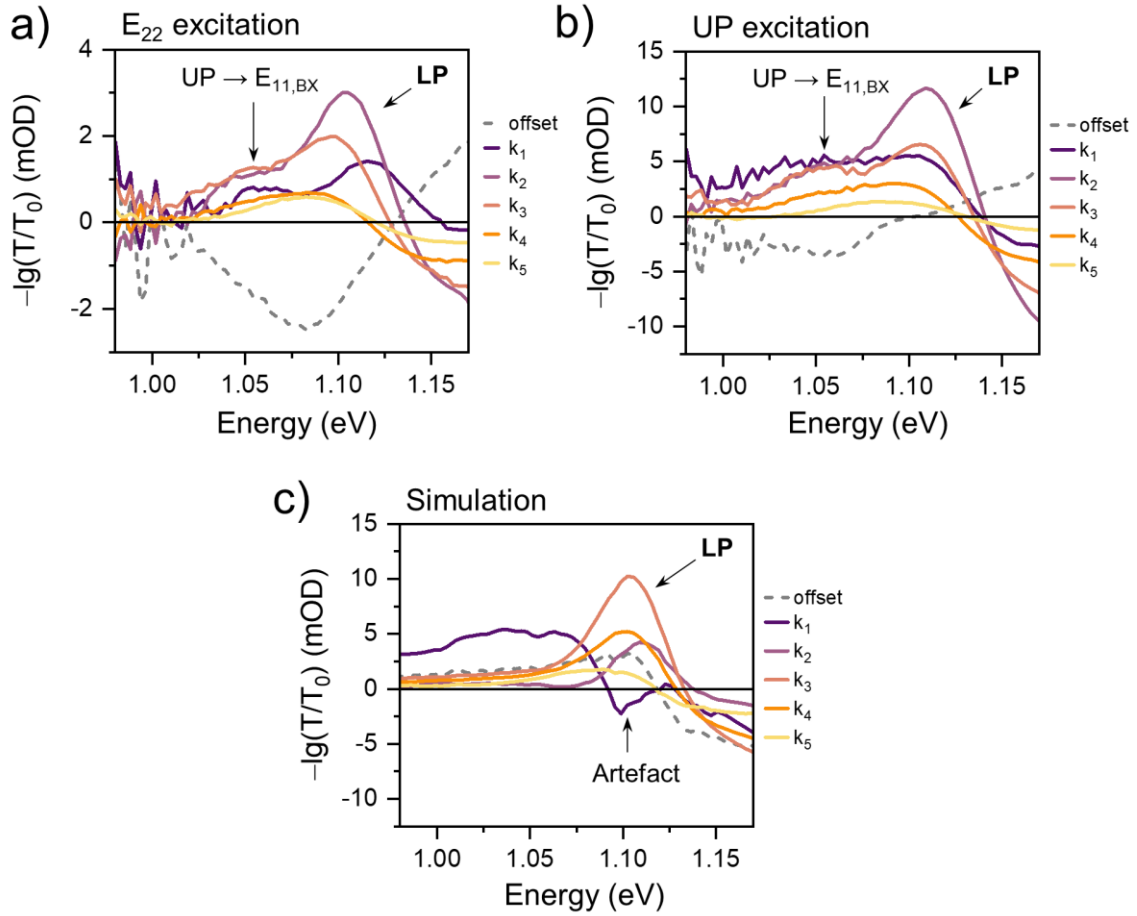 a)
E₂₂ excitation
−lg(T/T₀) (mOD)
4
2
0
-2
UP → E₁₁,BX
LP
1.00
1.05
1.10
1.15
Energy (eV)
offset
k₁
k₂
k₃
k₄
k₅
b)
UP excitation
−lg(T/T₀) (mOD)
15
10
5
0
-5
-10
UP → E₁₁,BX
LP
1.00
1.05
1.10
1.15
Energy (eV)
offset
k₁
k₂
k₃
k₄
k₅
c)
Simulation
−lg(T/T₀) (mOD)
15
10
5
0
-5
-10
LP
Artefact
1.00
1.05
1.10
1.15
Energy (eV)
offset
k₁
k₂
k₃
k₄
k₅